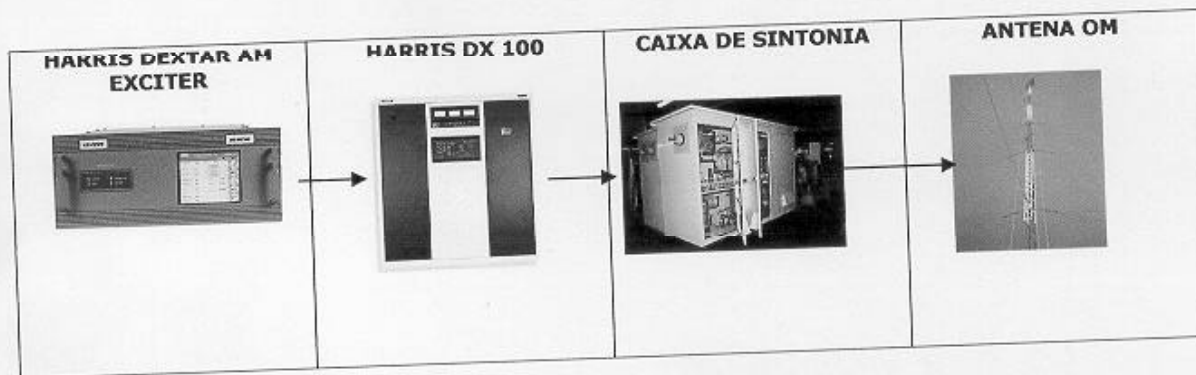 HARRIS DEXTAR AM
EXCITER
HARRIS DX 100
CAIXA DE SINTONIA
ANTENA OM